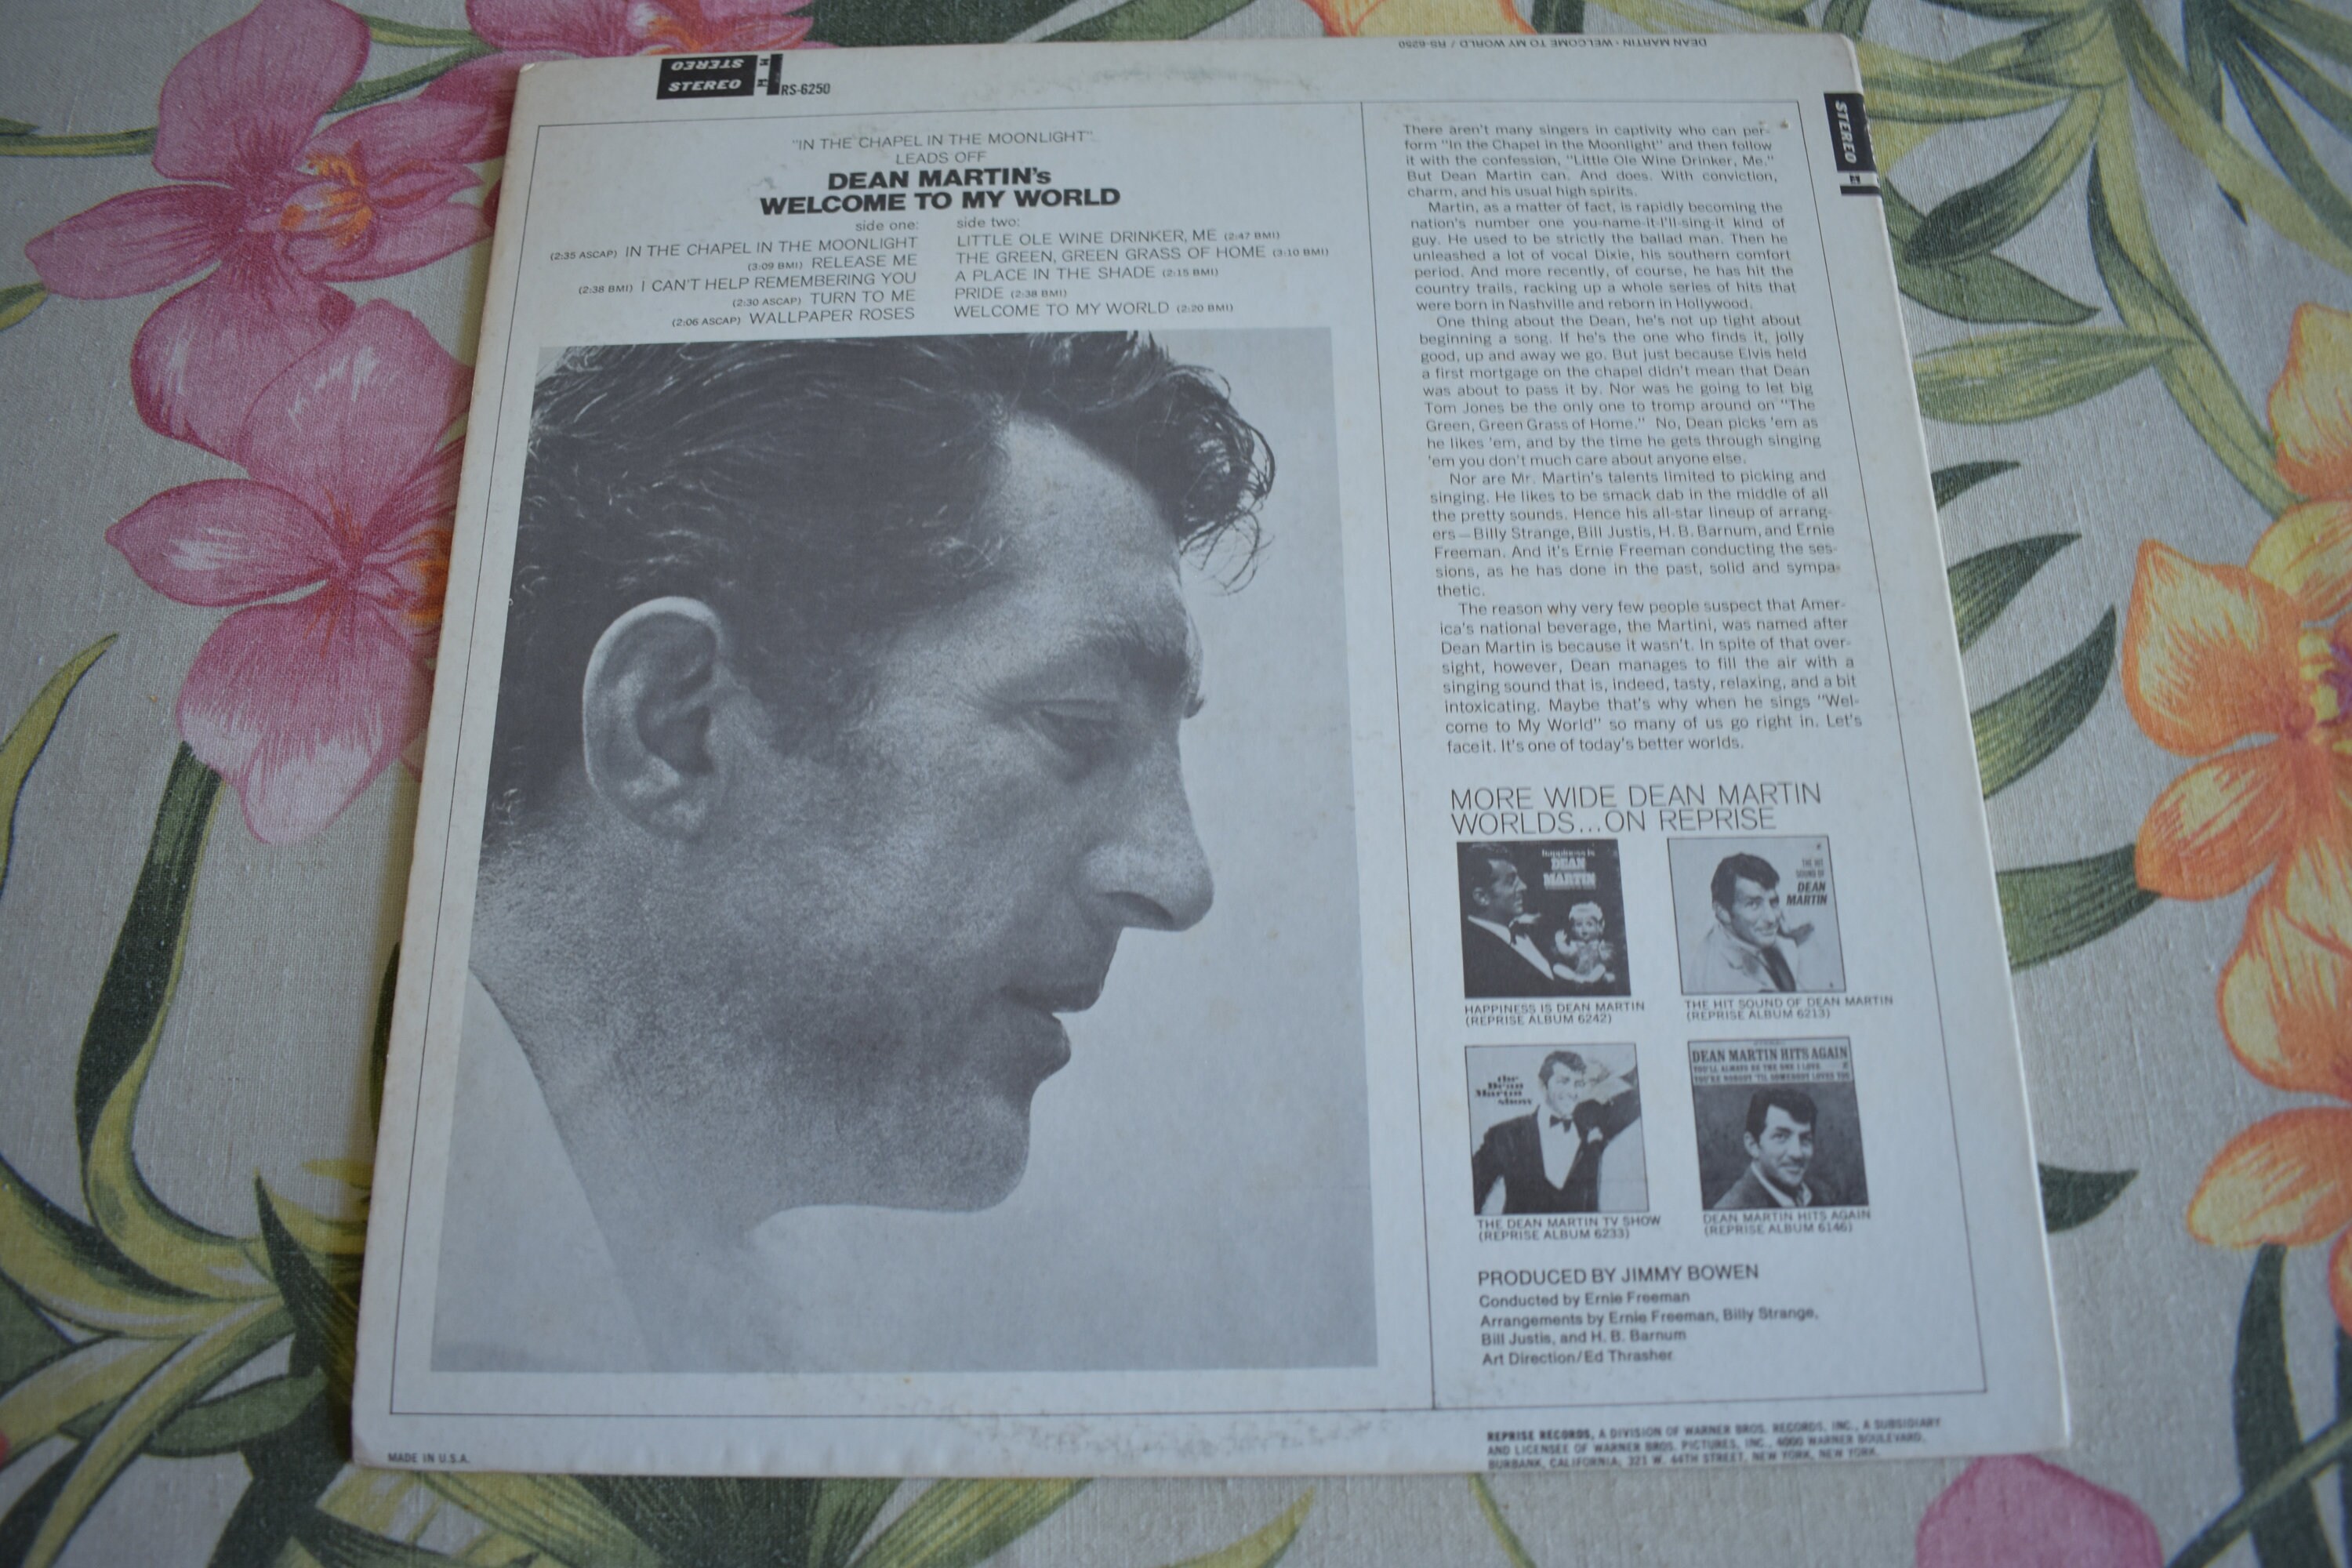 STEREO
STEREO
RS-6250
DEAN MARTIN • WELCOME TO MY WORLD / RS-6250
STEREO
"IN THE CHAPEL IN THE MOONLIGHT"
LEADS OFF
DEAN MARTIN's
WELCOME TO MY WORLD
side one:
(2:35 ASCAP) IN THE CHAPEL IN THE MOONLIGHT
(3:09 BMI) RELEASE ME
(2:38 BMI) I CAN'T HELP REMEMBERING YOU
(2:30 ASCAP) TURN TO ME
(2:06 ASCAP) WALLPAPER ROSES
side two:
LITTLE OLE WINE DRINKER, ME (2:47 BMI)
THE GREEN, GREEN GRASS OF HOME (3:10 BMI)
A PLACE IN THE SHADE (2:15 BMI)
PRIDE (2:38 BMI)
WELCOME TO MY WORLD (2:20 BMI)
There aren't many singers in captivity who can per-
form "In the Chapel in the Moonlight" and then follow
it with the confession, "Little Ole Wine Drinker, Me."
But Dean Martin can. And does. With conviction,
charm, and his usual high spirits.
Martin, as a matter of fact, is rapidly becoming the
nation's number one you-name-it-I'll-sing-it kind of
guy. He used to be strictly the ballad man. Then he
unleashed a lot of vocal Dixie, his southern comfort
period. And more recently, of course, he has hit the
country trails, racking up a whole series of hits that
were born in Nashville and reborn in Hollywood.
One thing about the Dean, he's not up tight about
beginning a song. If he's the one who finds it, jolly
good, up and away we go. But just because Elvis held
a first mortgage on the chapel didn't mean that Dean
was about to pass it by. Nor was he going to let big
Tom Jones be the only one to tromp around on "The
Green, Green Grass of Home." No, Dean picks 'em as
he likes 'em, and by the time he gets through singing
'em you don't much care about anyone else.
Nor are Mr. Martin's talents limited to picking and
singing. He likes to be smack dab in the middle of all
the pretty sounds. Hence his all-star lineup of arrang-
ers—Billy Strange, Bill Justis, H. B. Barnum, and Ernie
Freeman. And it's Ernie Freeman conducting the ses-
sions, as he has done in the past, solid and sympa-
thetic.
The reason why very few people suspect that Amer-
ica's national beverage, the Martini, was named after
Dean Martin is because it wasn't. In spite of that over-
sight, however, Dean manages to fill the air with a
singing sound that is, indeed, tasty, relaxing, and a bit
intoxicating. Maybe that's why when he sings "Wel-
come to My World" so many of us go right in. Let's
face it. It's one of today's better worlds.
MORE WIDE DEAN MARTIN
WORLDS...ON REPRISE
happiness is
DEAN
MARTIN
THE HIT
SOUND OF
DEAN
MARTIN
HAPPINESS IS DEAN MARTIN
(REPRISE ALBUM 6242)
THE HIT SOUND OF DEAN MARTIN
(REPRISE ALBUM 6213)
the
Dean
Martin
show
DEAN MARTIN HITS AGAIN
YOU'LL ALWAYS BE THE ONE I LOVE
YOU'RE NOBODY 'TIL SOMEBODY LOVES YOU
THE DEAN MARTIN TV SHOW
(REPRISE ALBUM 6233)
DEAN MARTIN HITS AGAIN
(REPRISE ALBUM 6146)
PRODUCED BY JIMMY BOWEN
Conducted by Ernie Freeman
Arrangements by Ernie Freeman, Billy Strange,
Bill Justis, and H. B. Barnum
Art Direction/Ed Thrasher
MADE IN U.S.A.
REPRISE RECORDS, A DIVISION OF WARNER BROS. RECORDS, INC., A SUBSIDIARY
AND LICENSEE OF WARNER BROS. PICTURES, INC., 4000 WARNER BOULEVARD,
BURBANK, CALIFORNIA; 321 W. 44TH STREET, NEW YORK, NEW YORK.